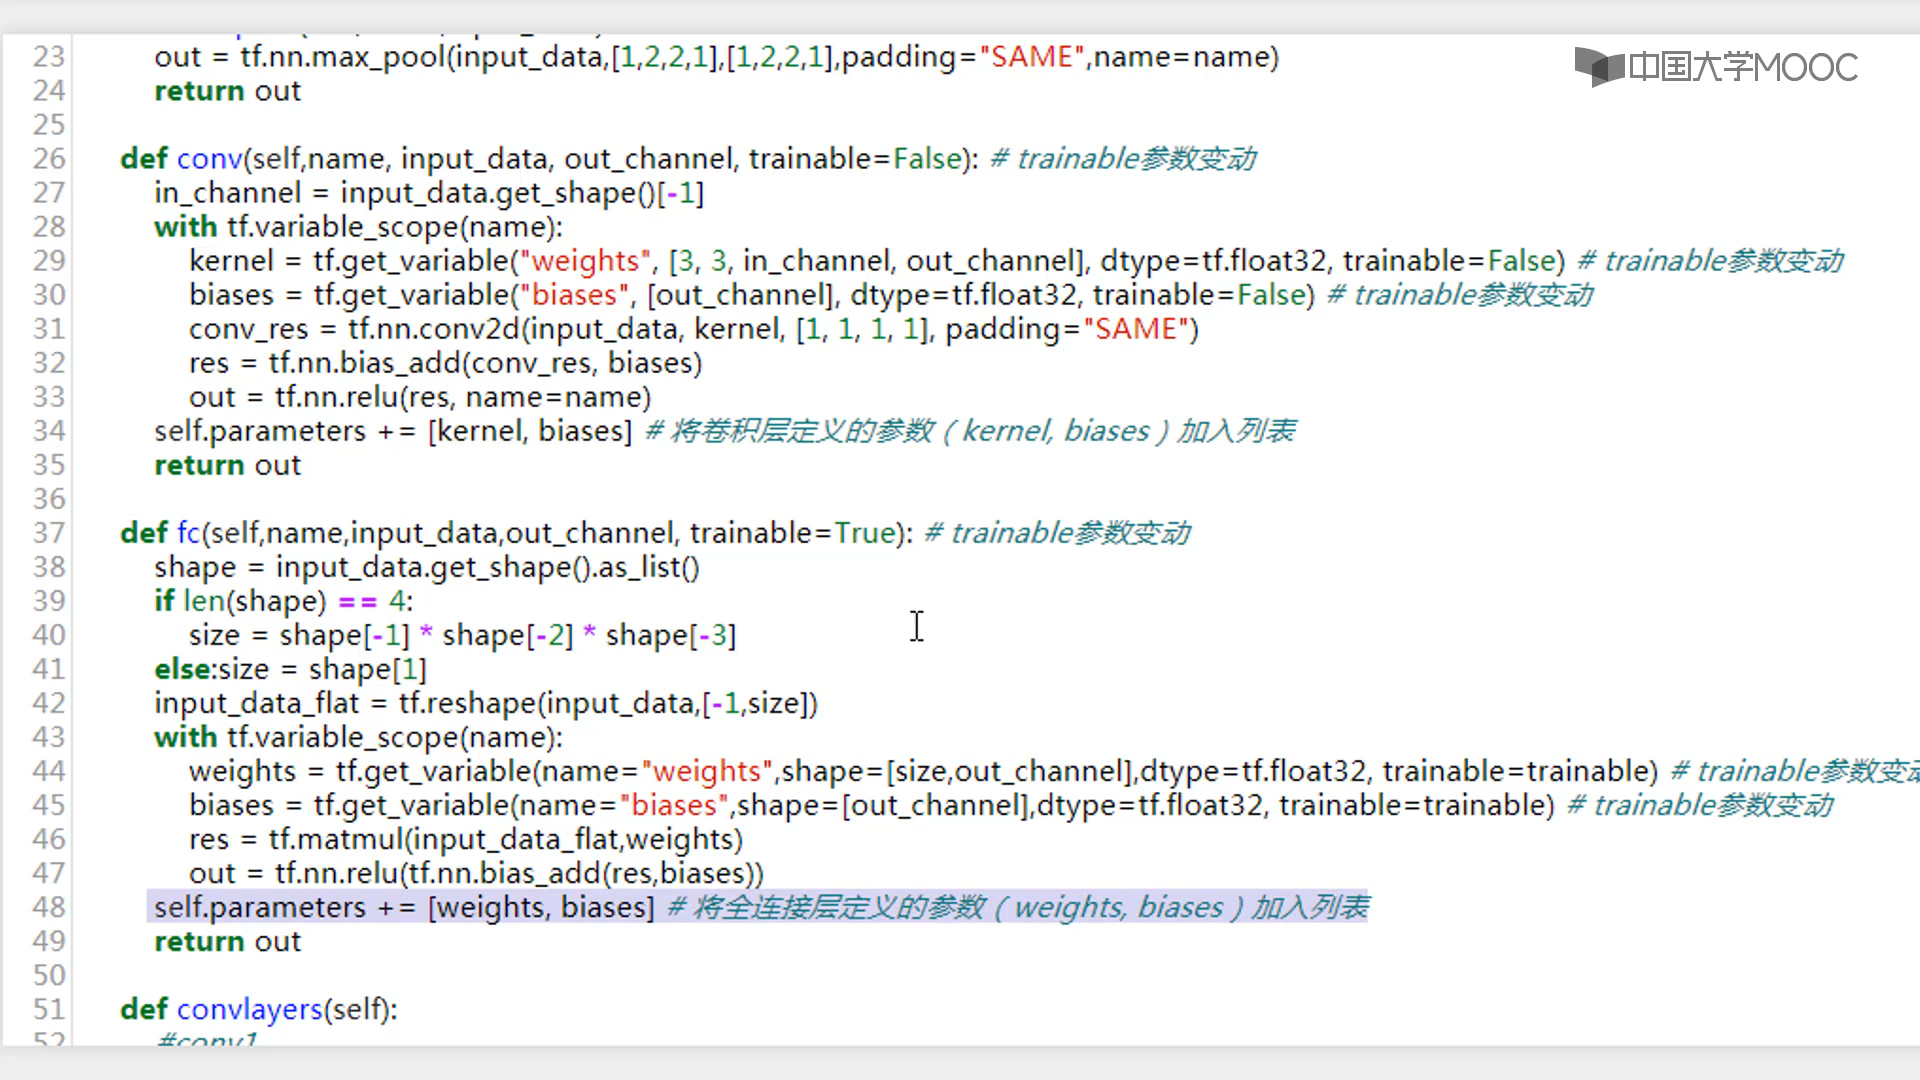 中国大学MOOC
23 out = tf.nn.max_pool(input_data,[1,2,2,1],[1,2,2,1],padding="SAME",name=name)
24 return out
25
26 def conv(self,name, input_data, out_channel, trainable=False): # trainable参数变动
27 in_channel = input_data.get_shape()[-1]
28 with tf.variable_scope(name):
29 kernel = tf.get_variable("weights", [3, 3, in_channel, out_channel], dtype=tf.float32, trainable=False) # trainable参数变动
30 biases = tf.get_variable("biases", [out_channel], dtype=tf.float32, trainable=False) # trainable参数变动
31 conv_res = tf.nn.conv2d(input_data, kernel, [1, 1, 1, 1], padding="SAME")
32 res = tf.nn.bias_add(conv_res, biases)
33 out = tf.nn.relu(res, name=name)
34 self.parameters += [kernel, biases] # 将卷积层定义的参数（kernel, biases）加入列表
35 return out
36
37 def fc(self,name,input_data,out_channel, trainable=True): # trainable参数变动
38 shape = input_data.get_shape().as_list()
39 if len(shape) == 4:
40 size = shape[-1] * shape[-2] * shape[-3]
41 else:size = shape[1]
42 input_data_flat = tf.reshape(input_data,[-1,size])
43 with tf.variable_scope(name):
44 weights = tf.get_variable(name="weights",shape=[size,out_channel],dtype=tf.float32, trainable=trainable) # trainable参数变动
45 biases = tf.get_variable(name="biases",shape=[out_channel],dtype=tf.float32, trainable=trainable) # trainable参数变动
46 res = tf.matmul(input_data_flat,weights)
47 out = tf.nn.relu(tf.nn.bias_add(res,biases))
48 self.parameters += [weights, biases] # 将全连接层定义的参数（weights, biases）加入列表
49 return out
50
51 def convlayers(self):
52 #conv1